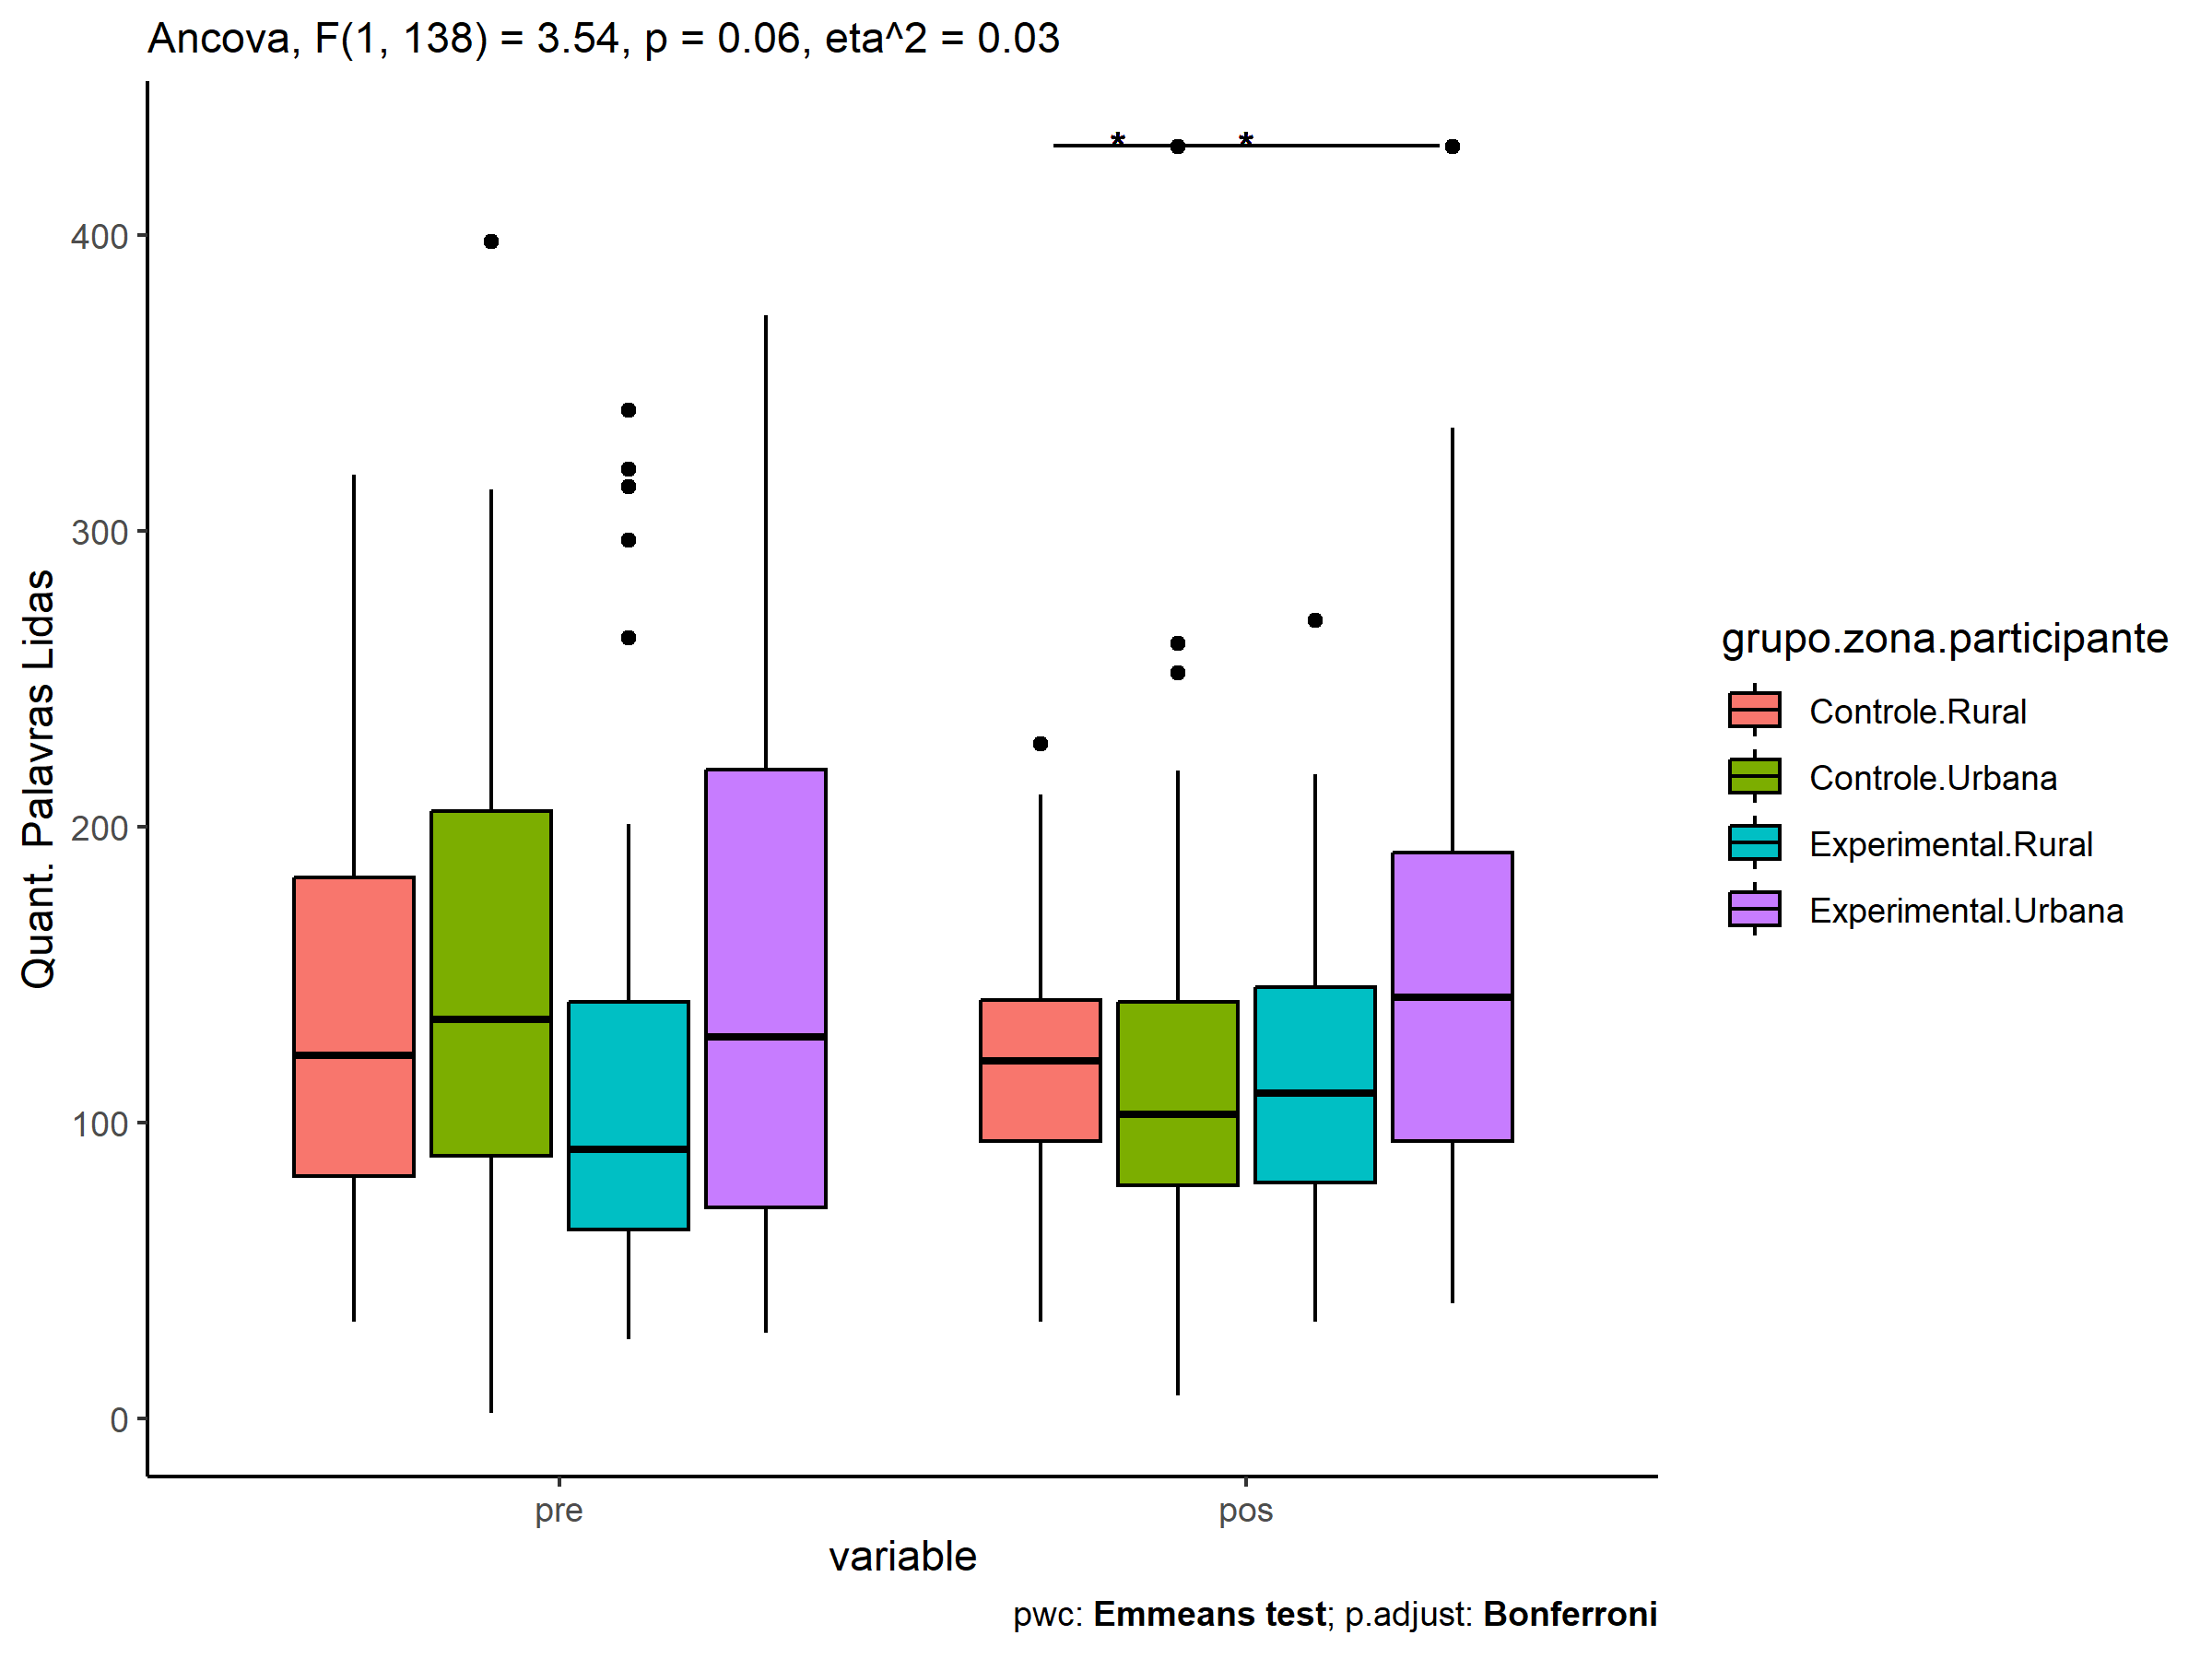 Ancova, F(1, 138) = 3.54, p = 0.06, eta^2 = 0.03
Quant. Palavras Lidas
400
300
200
100
0
* *
pre pos
variable
pwc: Emmeans test; p.adjust: Bonferroni
grupo.zona.participante
Controle.Rural
Controle.Urbana
Experimental.Rural
Experimental.Urbana